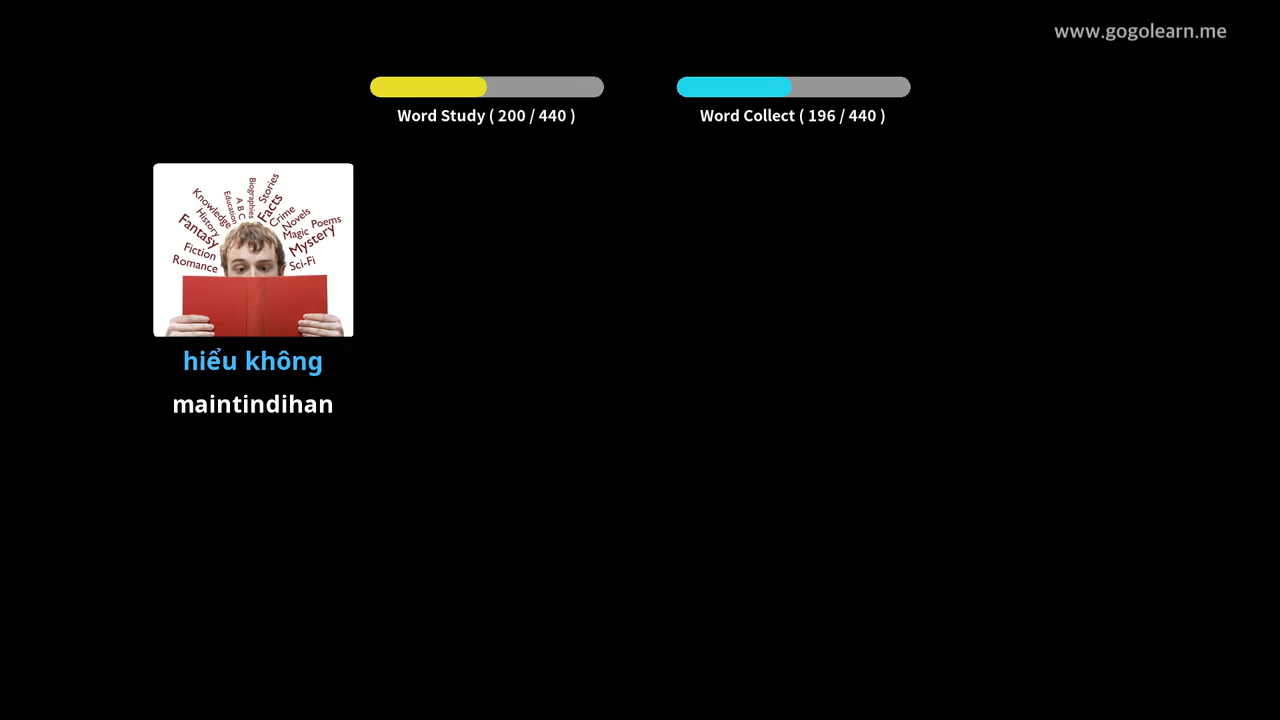 www.gogolearn.me
Word Study ( 200 / 440 )
Word Collect ( 196 / 440 )
Stories
Biographies
Facts
A B C
Education
Crime
Knowledge
Novels
History
Poems
Magic
Fantasy
Mystery
Fiction
Sci-Fi
Romance
hiểu không
maintindihan